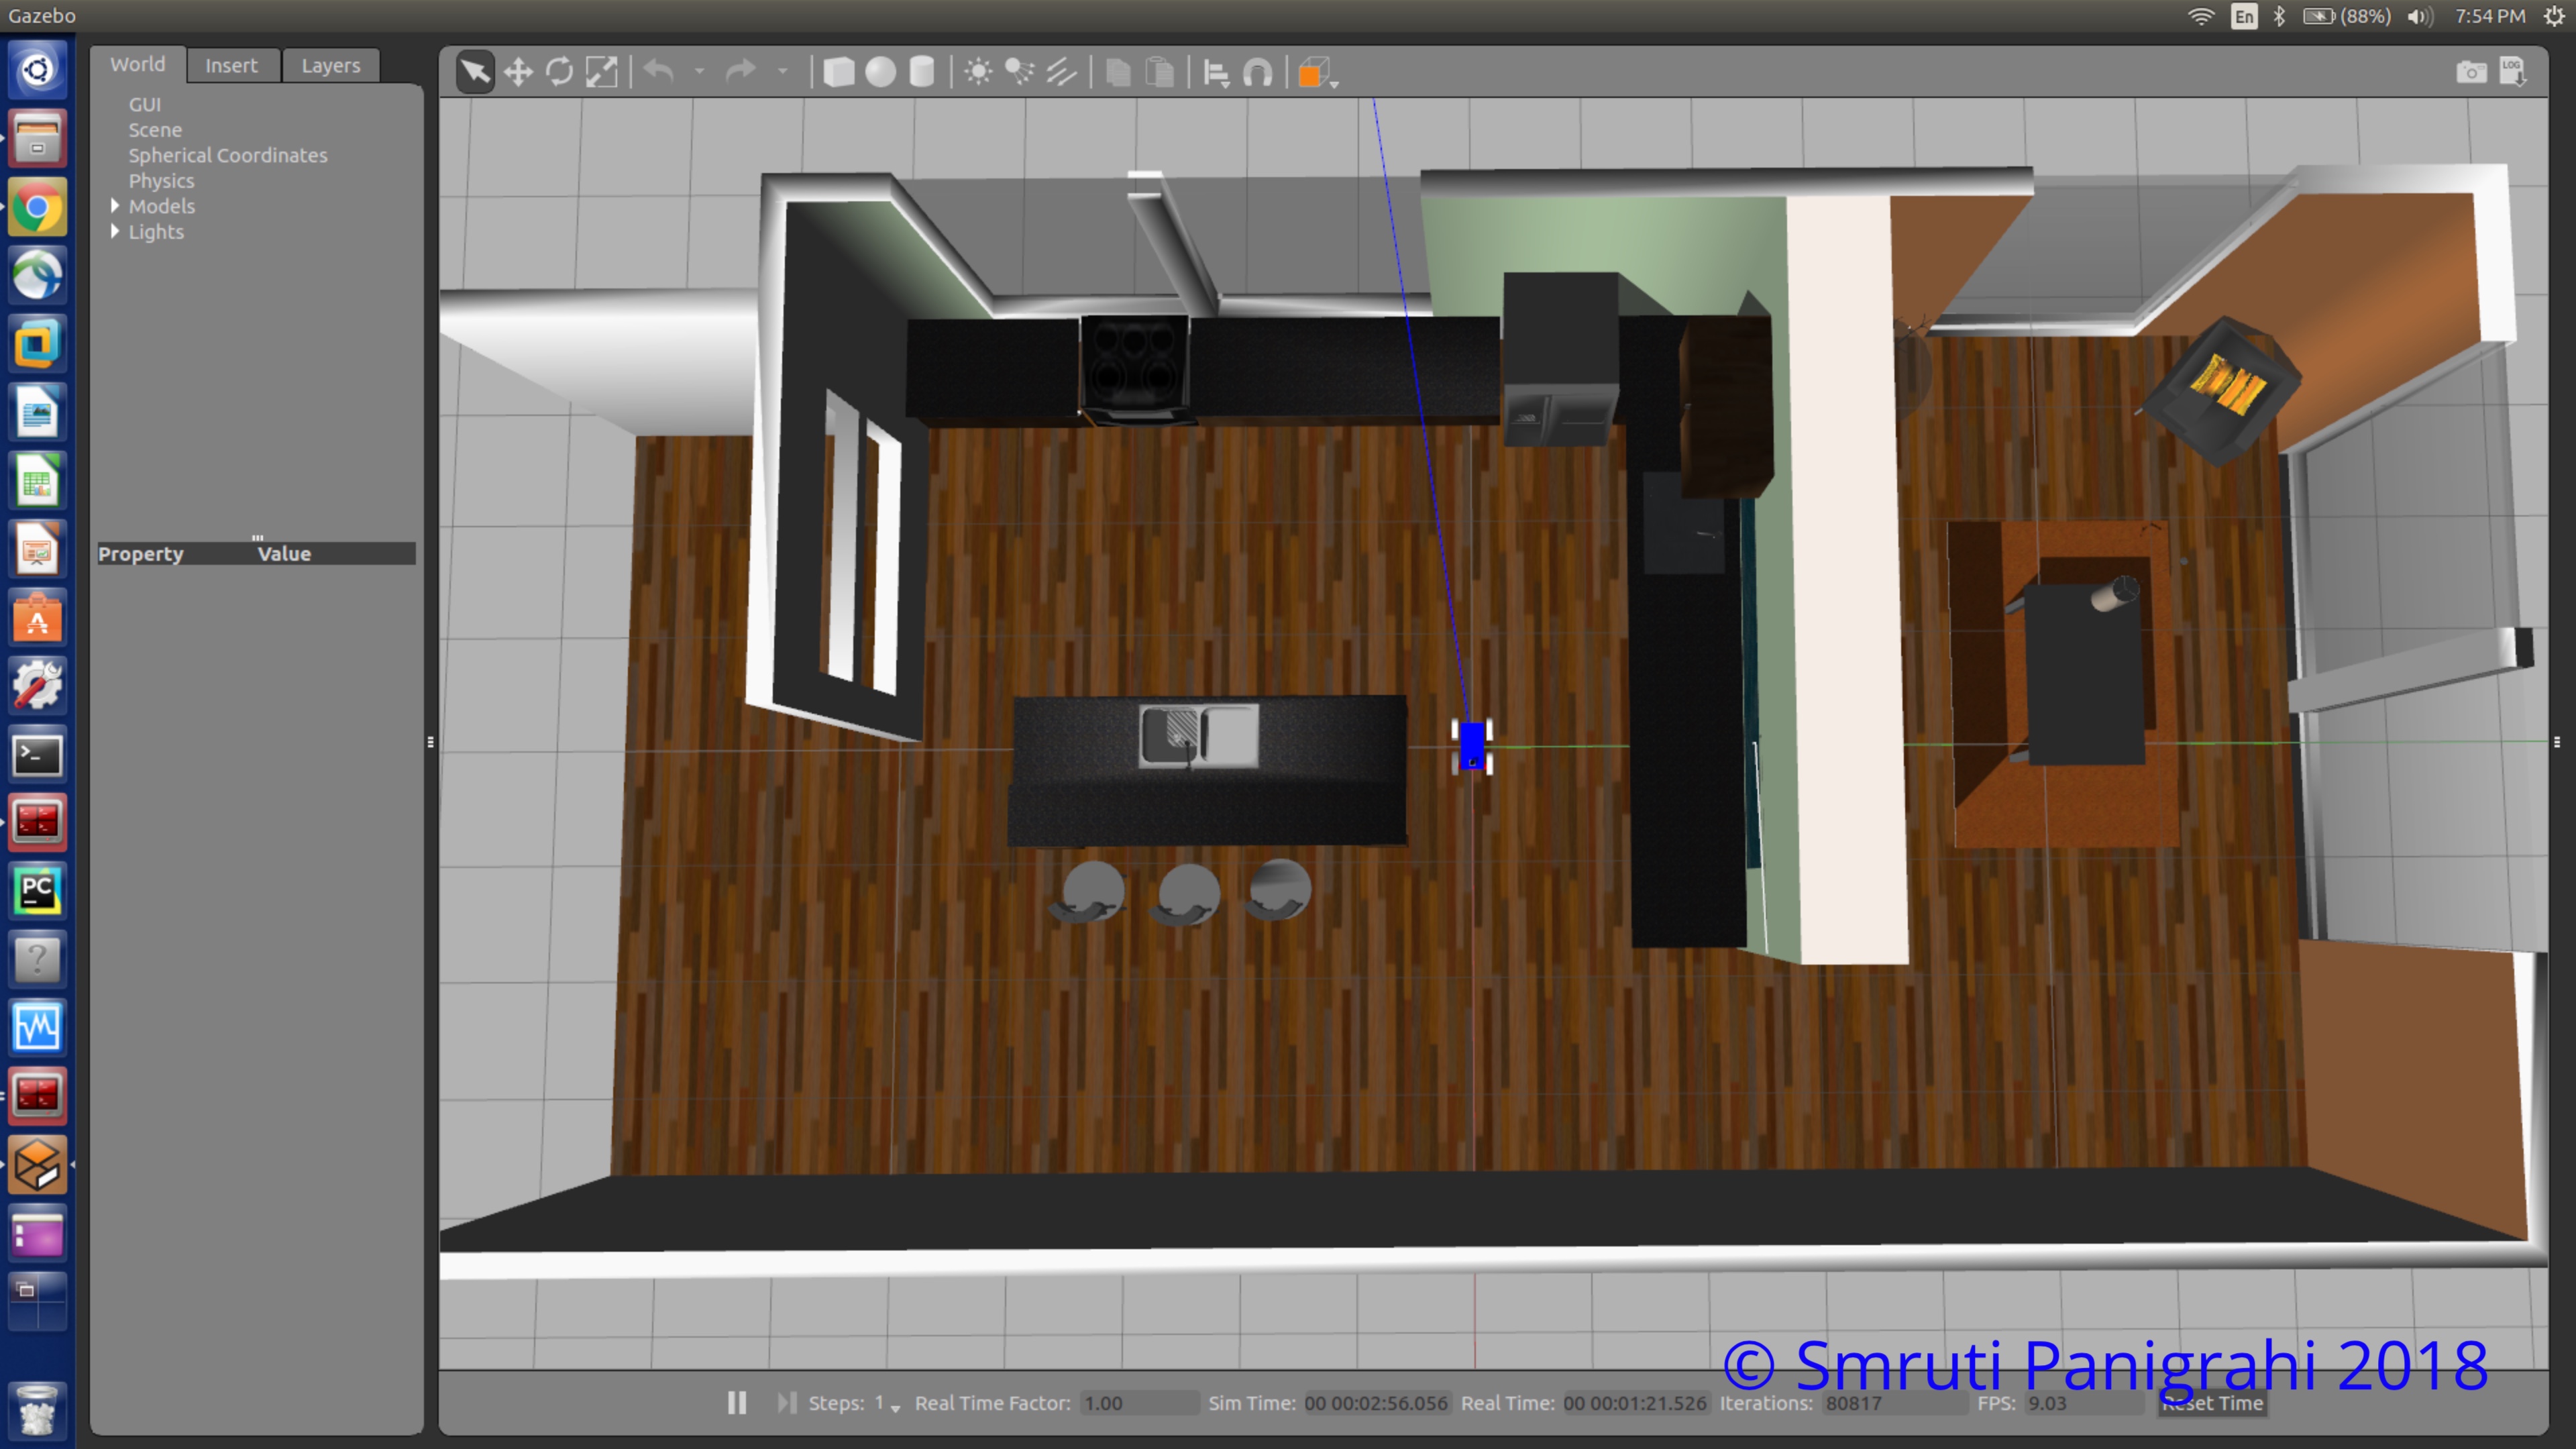 Gazebo
En
(88%)
7:54 PM
World
Insert
Layers
GUI
Scene
Spherical Coordinates
Physics
Models
Lights
Property
Value
LOG
PC
© Smruti Panigrahi 2018
Steps: 1
Real Time Factor: 1.00
Sim Time: 00 00:02:56.056
Real Time: 00 00:01:21.526
Iterations: 80817
FPS: 9.03
Reset Time